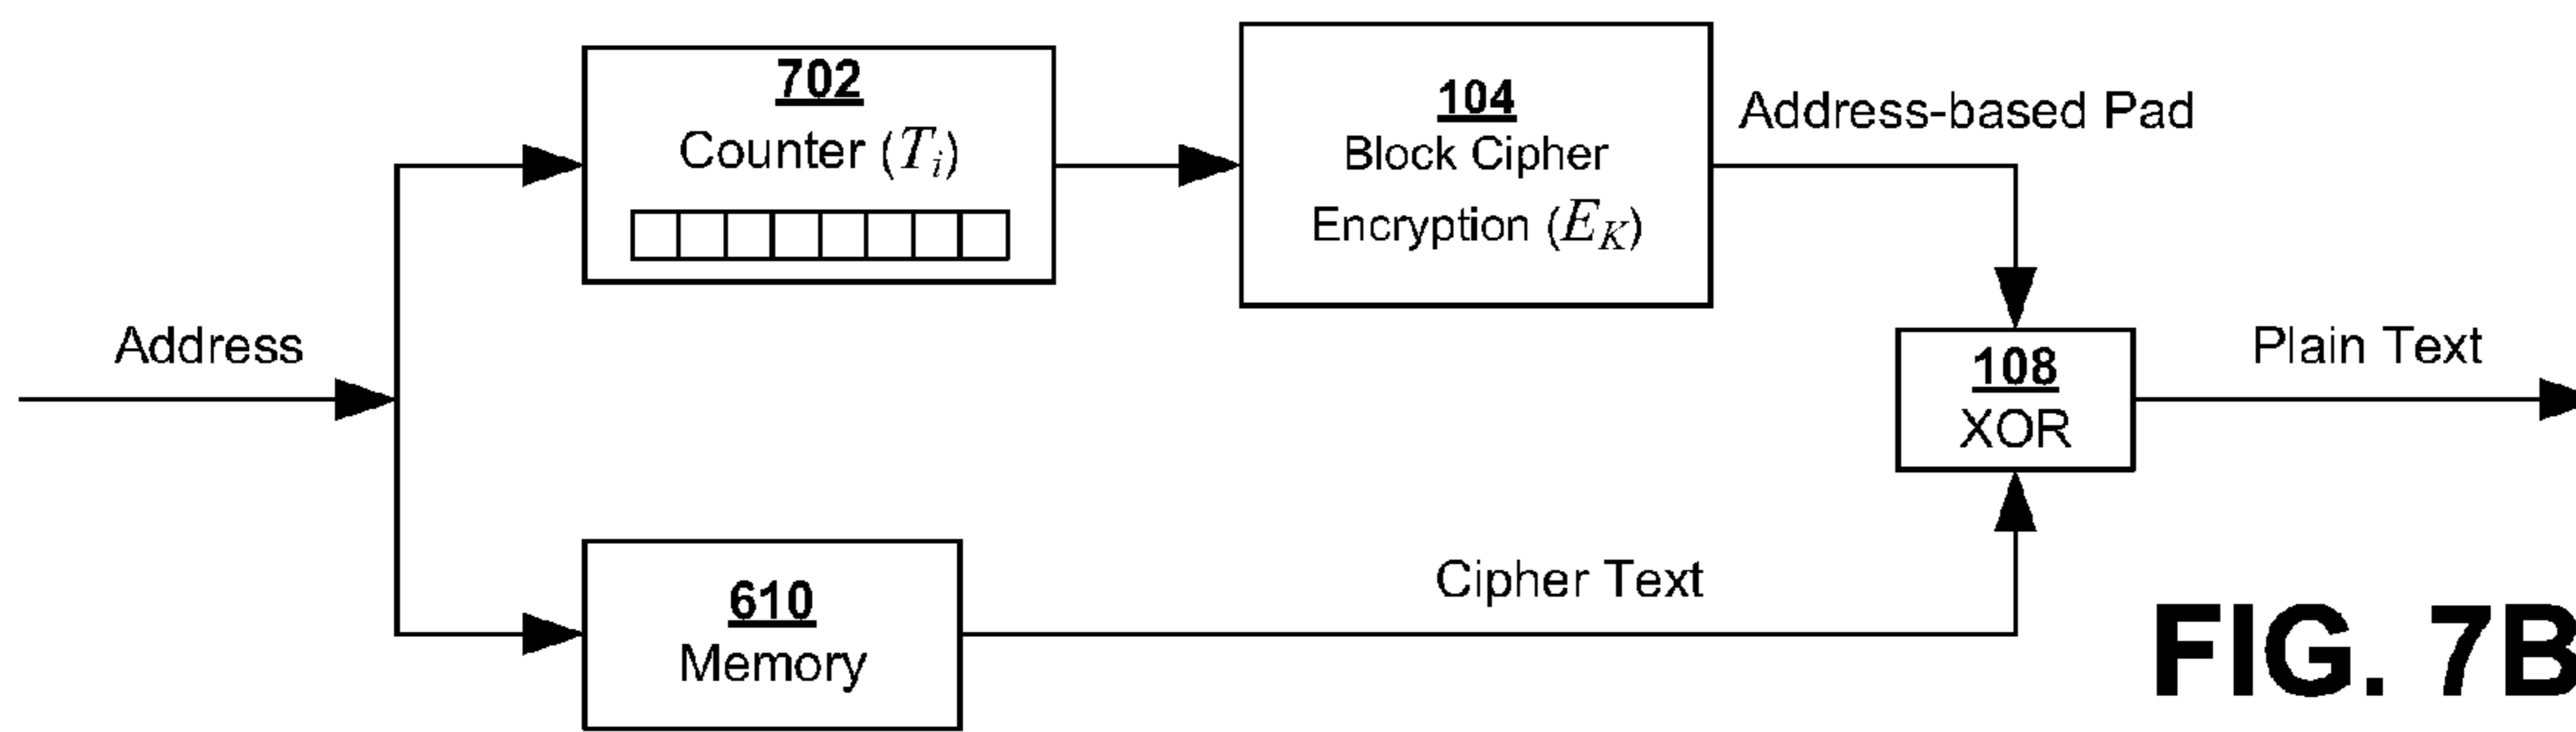 702
Counter (Ti)
104
Block Cipher
Encryption (EK)
Address-based Pad
Address
108
XOR
Plain Text
610
Memory
Cipher Text
FIG. 7B